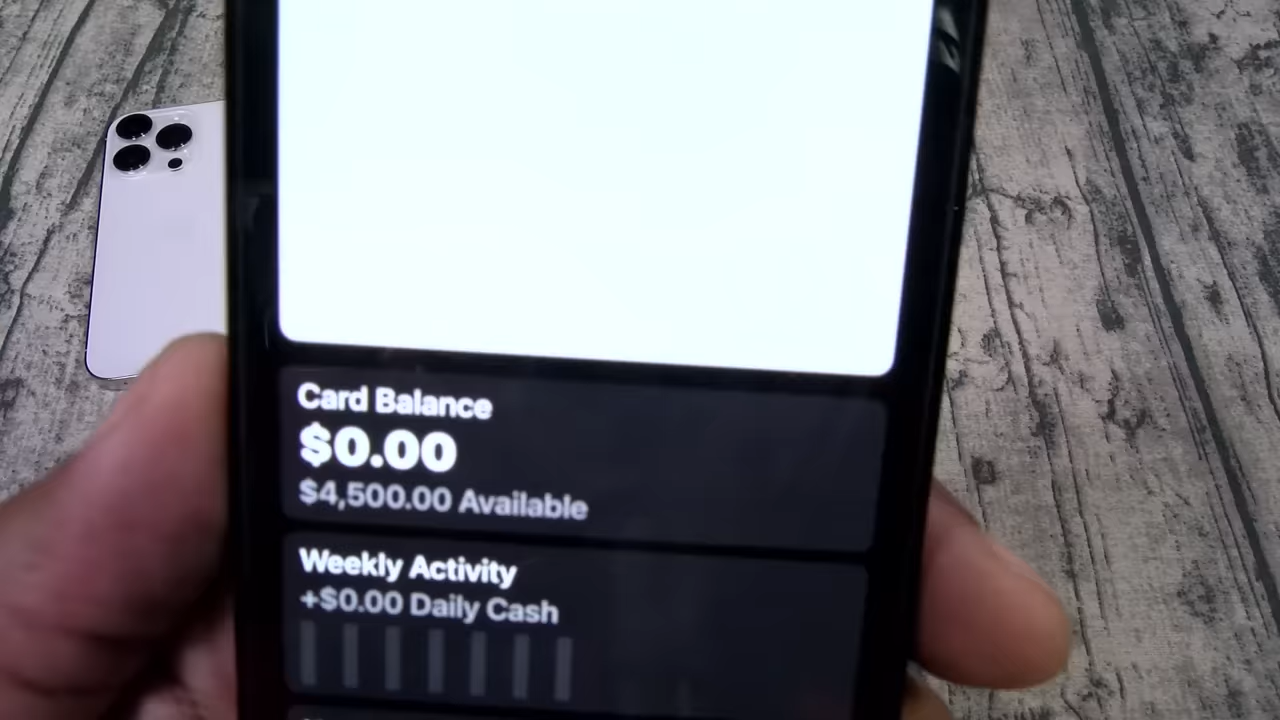 Card Balance
$0.00
$4,500.00 Available
Weekly Activity
+$0.00 Daily Cash